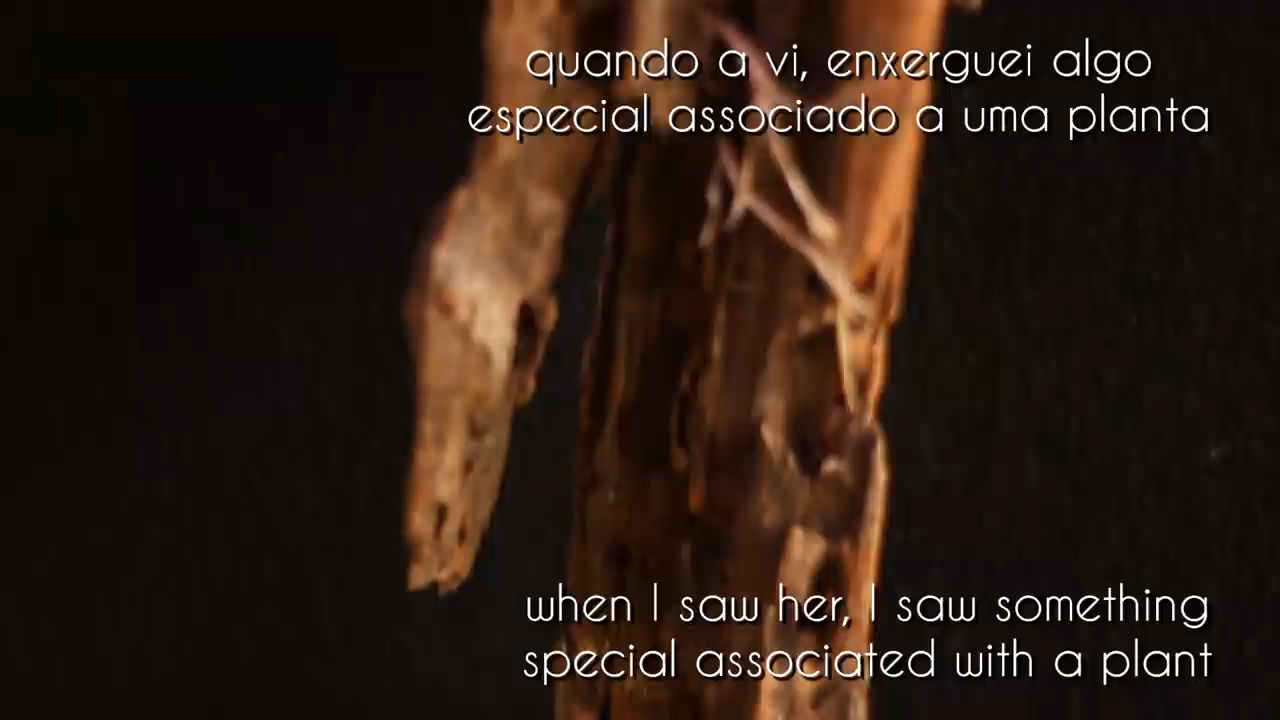 quando a vi, enxerguei algo
especial associado a uma planta
when I saw her, I saw something
special associated with a plant